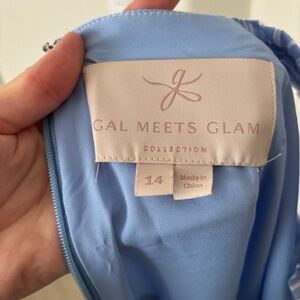 GAL MEETS GLAM
COLLECTION
14
Made in
China